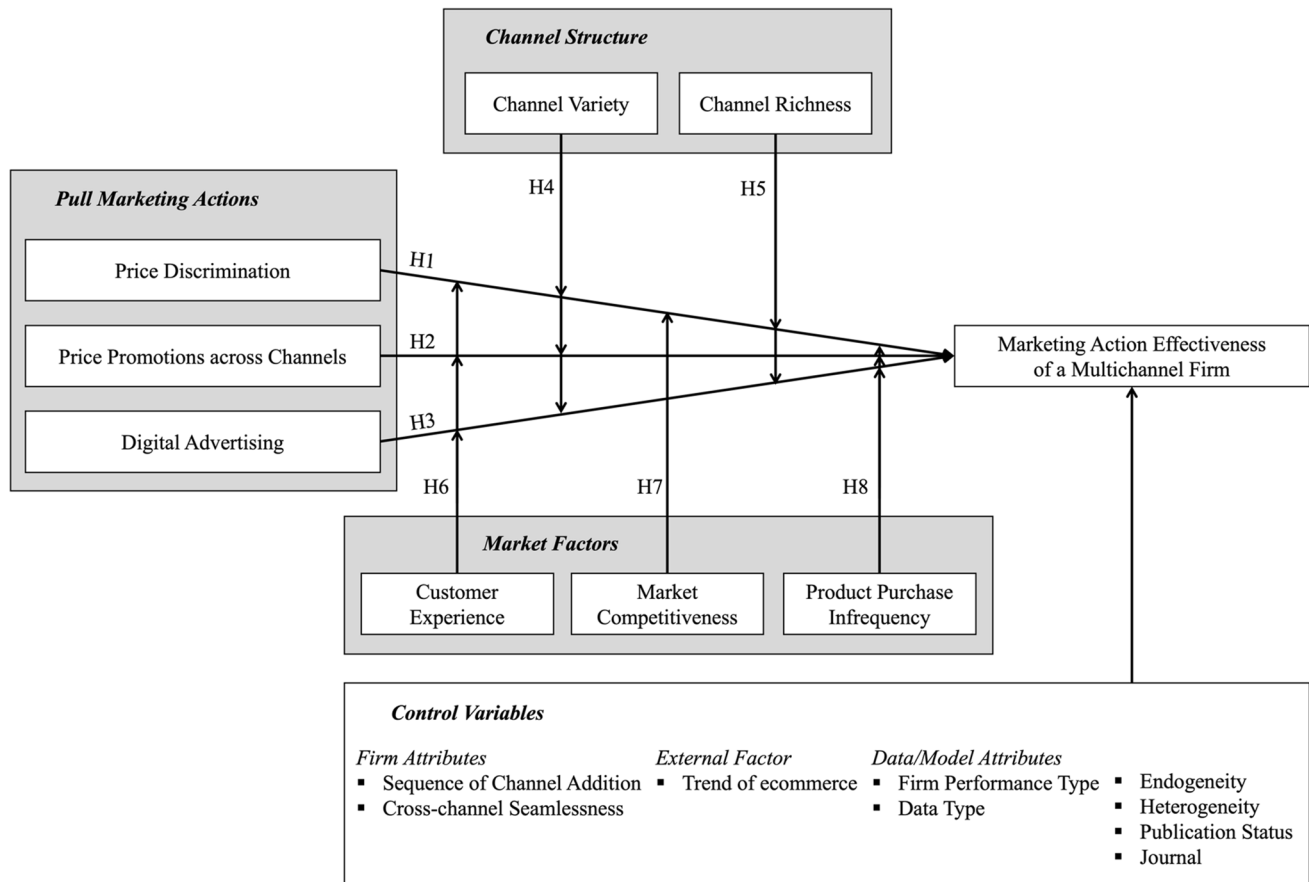 Channel Structure
Channel Variety
Channel Richness
H4
H5
Pull Marketing Actions
Price Discrimination
Price Promotions across Channels
Digital Advertising
H1
H2
H3
Marketing Action Effectiveness
of a Multichannel Firm
H6
H7
H8
Market Factors
Customer
Experience
Market
Competitiveness
Product Purchase
Infrequency
Control Variables
Firm Attributes
▪ Sequence of Channel Addition
▪ Cross-channel Seamlessness
External Factor
▪ Trend of ecommerce
Data/Model Attributes
▪ Firm Performance Type
▪ Data Type
▪ Endogeneity
▪ Heterogeneity
▪ Publication Status
▪ Journal